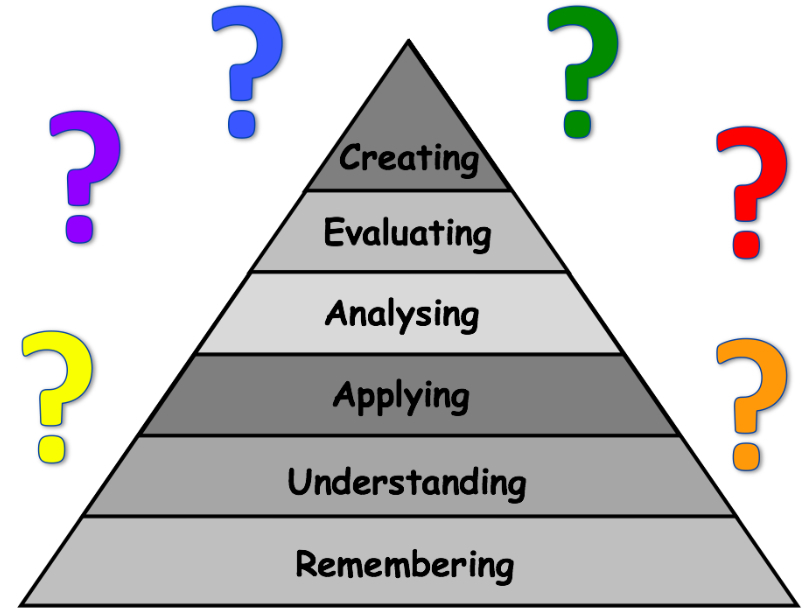 ?
?
?
?
Creating
Evaluating
Analysing
?
?
Applying
Understanding
Remembering